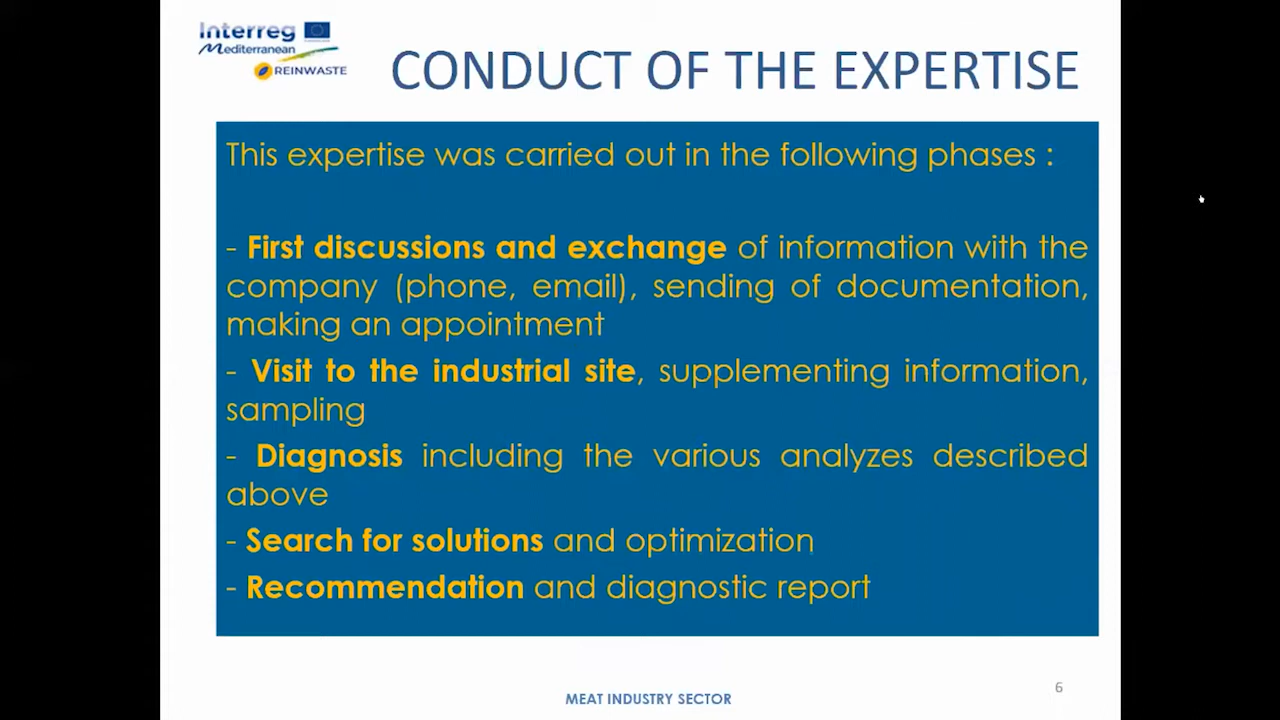 Interreg
Mediterranean
REINWASTE
CONDUCT OF THE EXPERTISE
This expertise was carried out in the following phases :
- First discussions and exchange of information with the
company (phone, email), sending of documentation,
making an appointment
- Visit to the industrial site, supplementing information,
sampling
- Diagnosis including the various analyzes described
above
- Search for solutions and optimization
- Recommendation and diagnostic report
MEAT INDUSTRY SECTOR
6